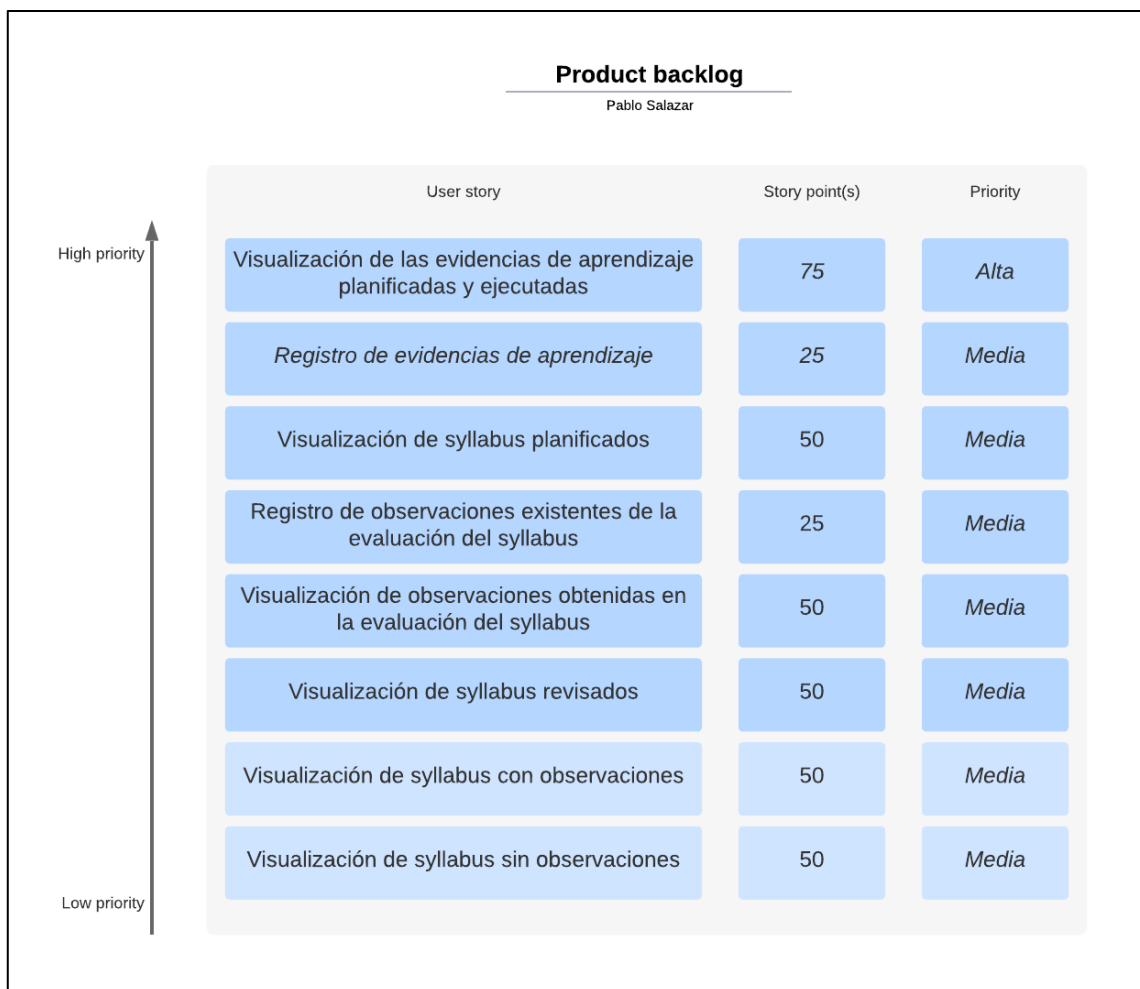 Product backlog
Pablo Salazar
User story Story point(s) Priority
High priority
Visualización de las evidencias de aprendizaje
planificadas y ejecutadas
75
Alta
Registro de evidencias de aprendizaje
25
Media
Visualización de syllabus planificados
50
Media
Registro de observaciones existentes de la
evaluación del syllabus
25
Media
Visualización de observaciones obtenidas en
la evaluación del syllabus
50
Media
Visualización de syllabus revisados
50
Media
Visualización de syllabus con observaciones
50
Media
Visualización de syllabus sin observaciones
50
Media
Low priority